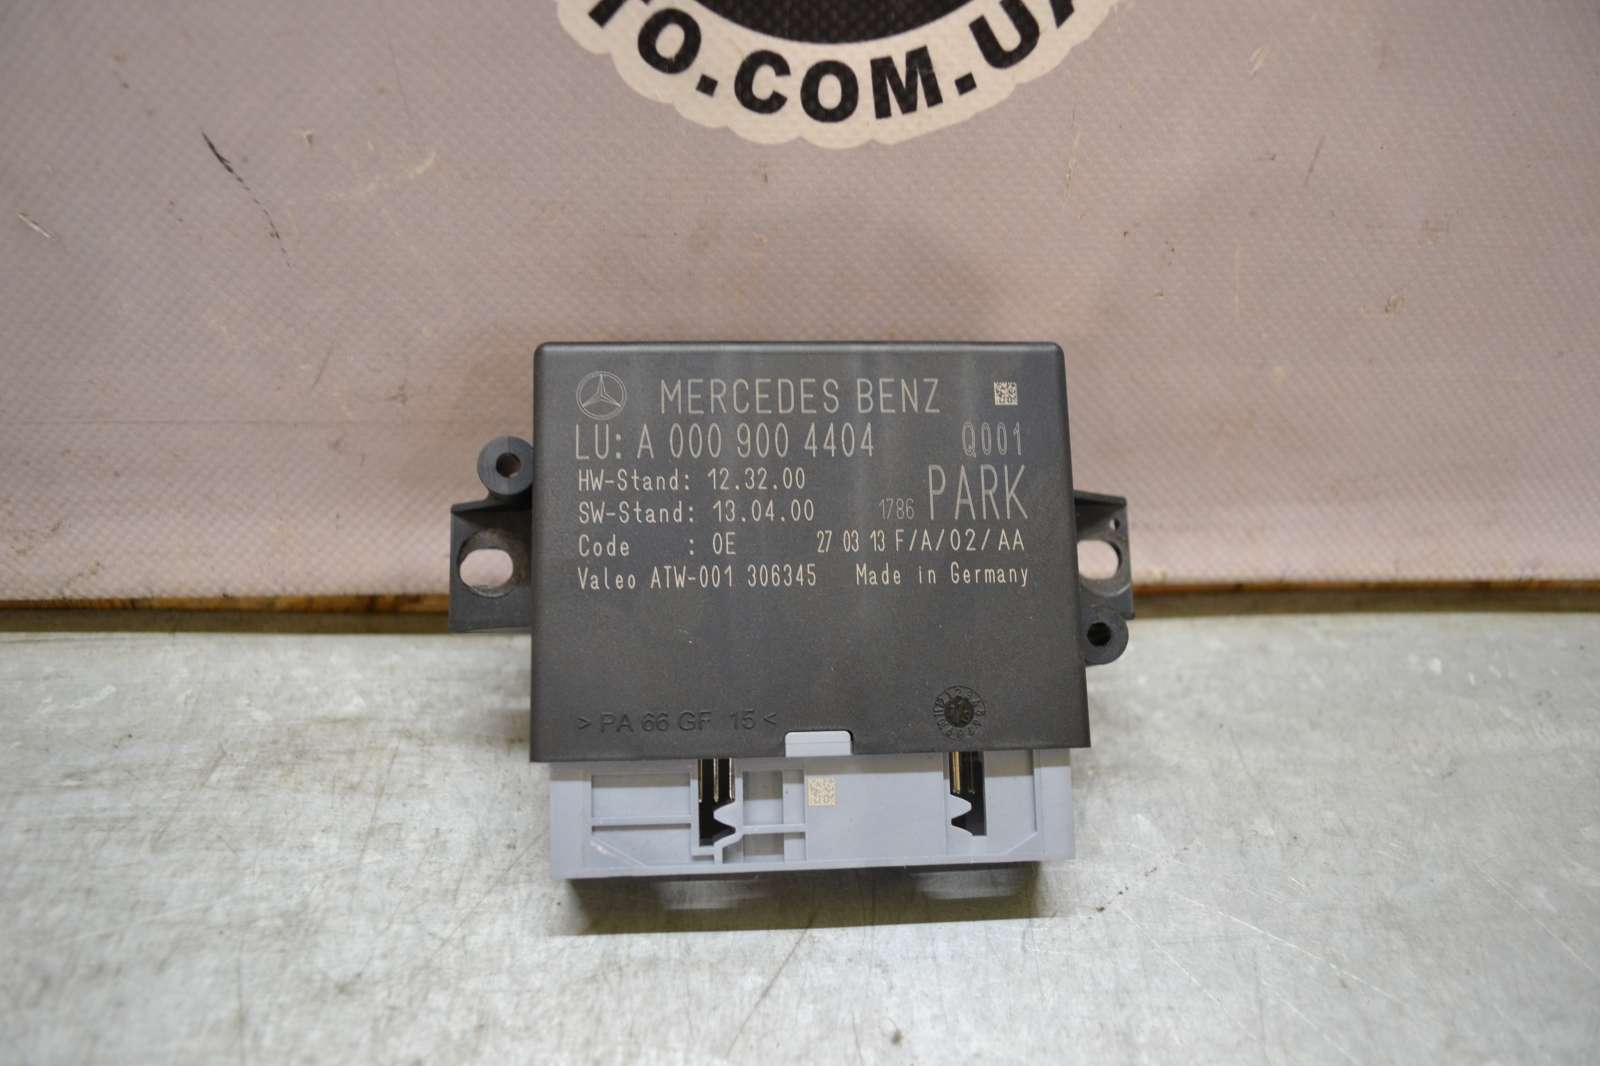 TO.COM.UA
MERCEDES BENZ
LU: A 000 900 4404 Q001
HW-Stand: 12.32.00
SW-Stand: 13.04.00 1786 PARK
Code : 0E 27 03 13 F/A/02/AA
Valeo ATW-001 306345 Made in Germany
>PA 66 GF 15<